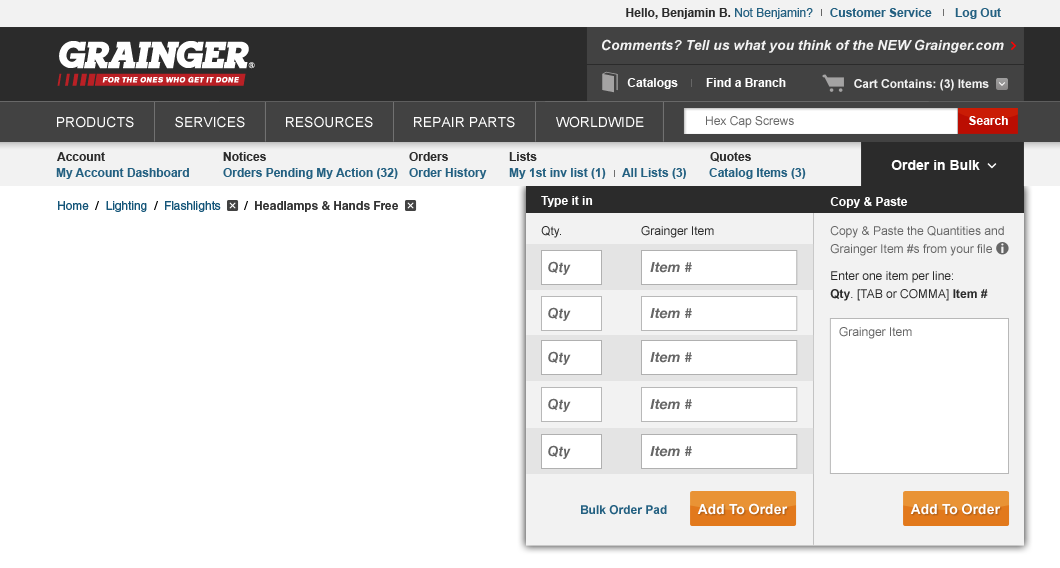 Hello, Benjamin B. Not Benjamin? Customer Service Log Out
GRAINGER®
FOR THE ONES WHO GET IT DONE
Comments? Tell us what you think of the NEW Grainger.com
Catalogs Find a Branch Cart Contains: (3) Items
PRODUCTS SERVICES RESOURCES REPAIR PARTS WORLDWIDE
Hex Cap Screws Search
Account Notices Orders Lists Quotes
My Account Dashboard Orders Pending My Action (32) Order History My 1st inv list (1) All Lists (3) Catalog Items (3)
Order in Bulk
Home / Lighting / Flashlights / Headlamps & Hands Free
Type it in
Qty. Grainger Item
Qty Item #
Qty Item #
Qty Item #
Qty Item #
Qty Item #
Bulk Order Pad Add To Order
Copy & Paste
Copy & Paste the Quantities and
Grainger Item #s from your file
Enter one item per line:
Qty. [TAB or COMMA] Item #
Grainger Item
Add To Order